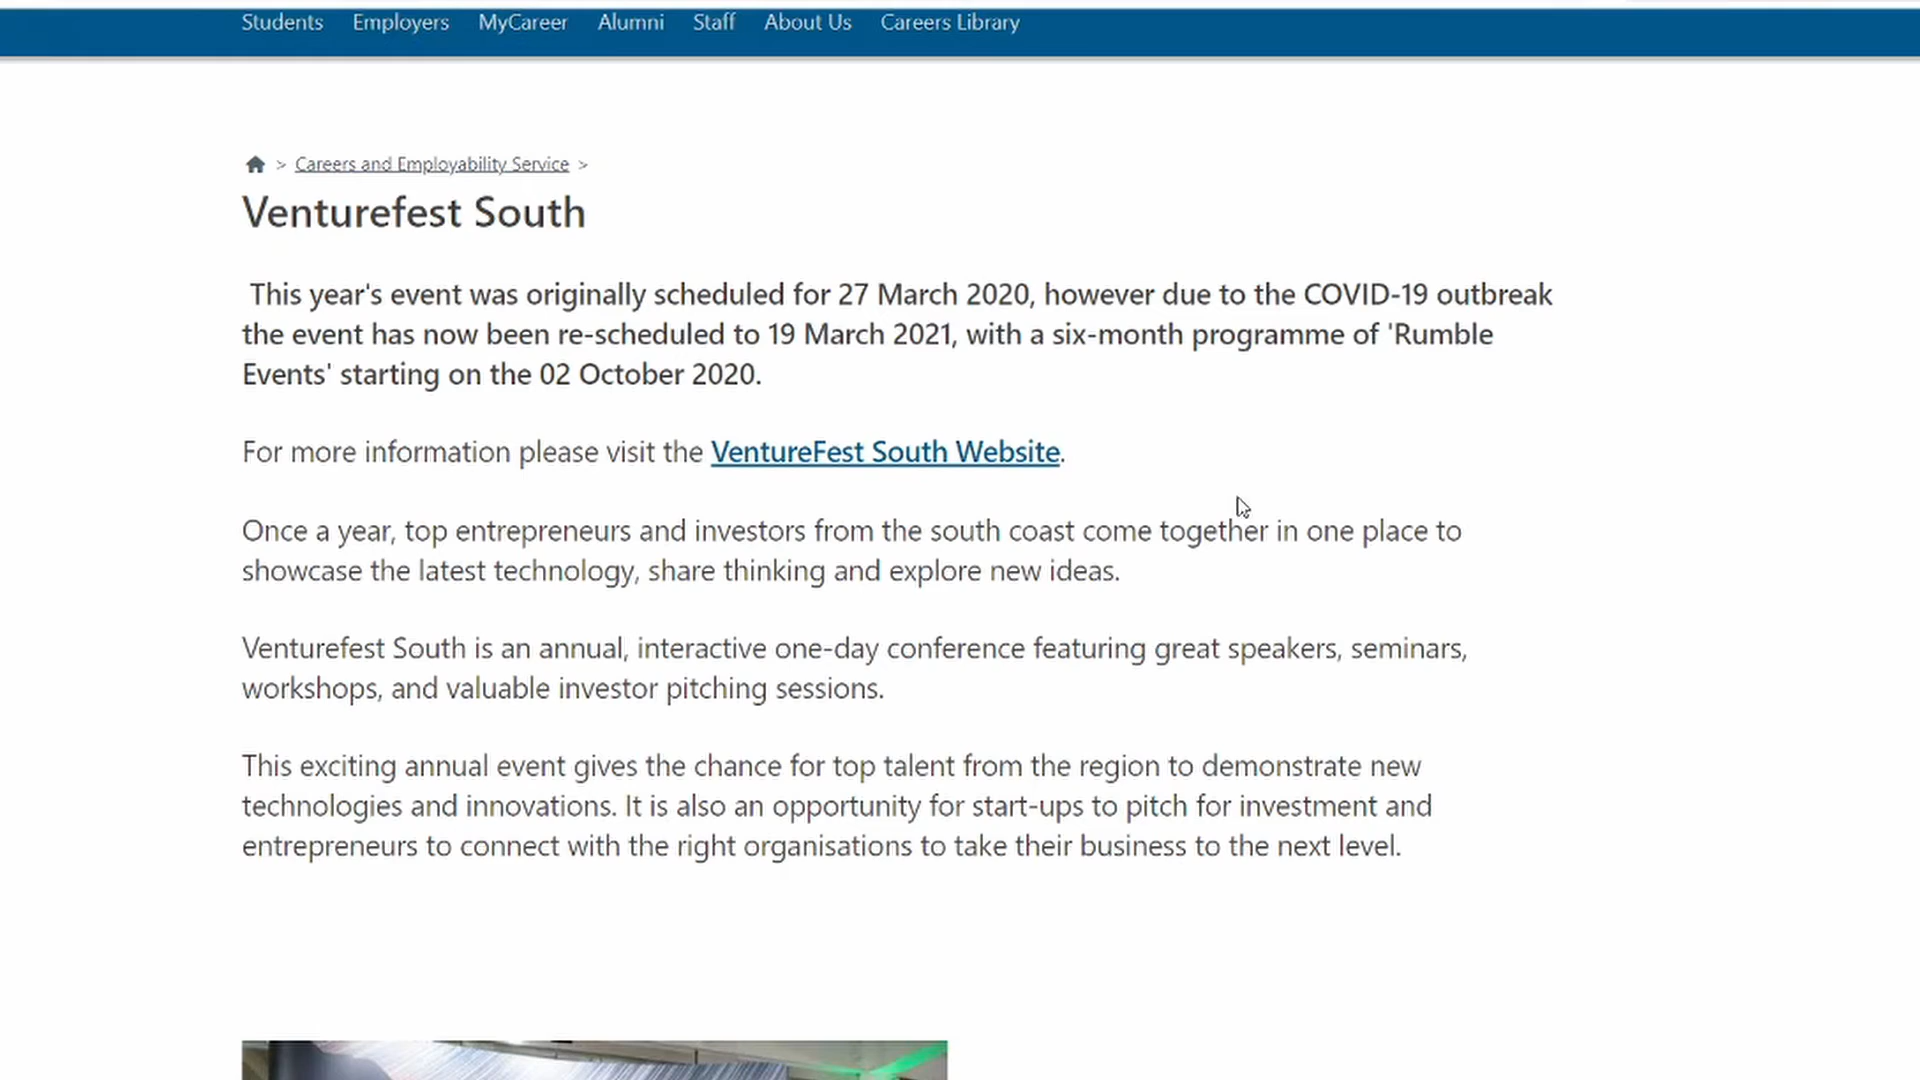 Students Employers MyCareer Alumni Staff About Us Careers Library
> Careers and Employability Service >
Venturefest South
This year's event was originally scheduled for 27 March 2020, however due to the COVID-19 outbreak
the event has now been re-scheduled to 19 March 2021, with a six-month programme of 'Rumble
Events' starting on the 02 October 2020.
For more information please visit the VentureFest South Website.
Once a year, top entrepreneurs and investors from the south coast come together in one place to
showcase the latest technology, share thinking and explore new ideas.
Venturefest South is an annual, interactive one-day conference featuring great speakers, seminars,
workshops, and valuable investor pitching sessions.
This exciting annual event gives the chance for top talent from the region to demonstrate new
technologies and innovations. It is also an opportunity for start-ups to pitch for investment and
entrepreneurs to connect with the right organisations to take their business to the next level.